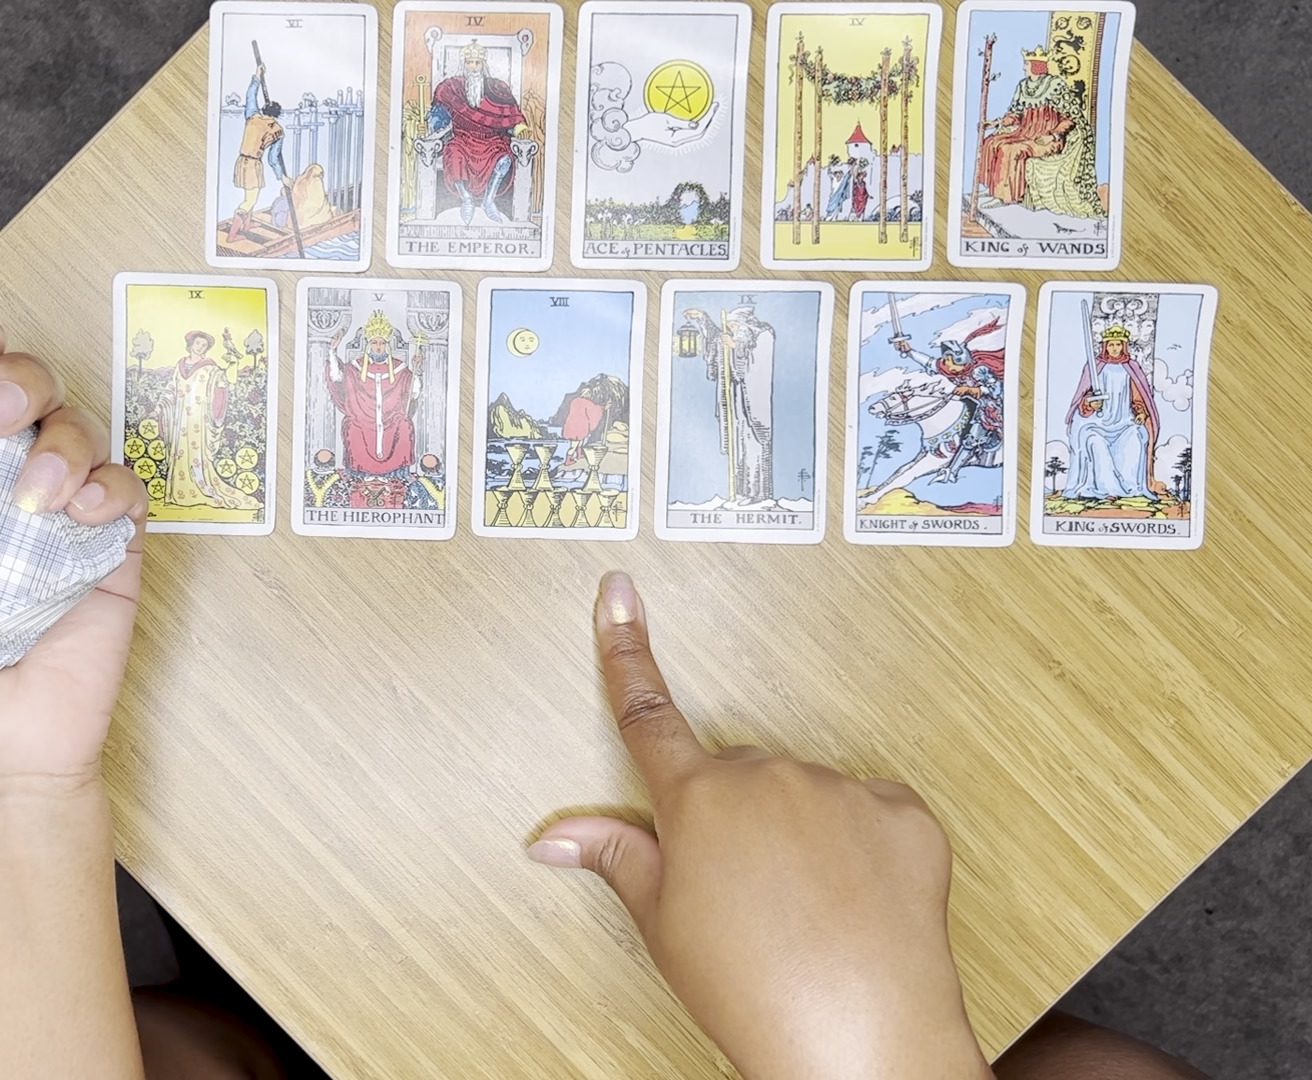 VI
IV
THE EMPEROR.
ACE of PENTACLES.
IV
KING of WANDS
IX
V
THE HIEROPHANT
VIII
IX
THE HERMIT.
KNIGHT of SWORDS.
KING of SWORDS.